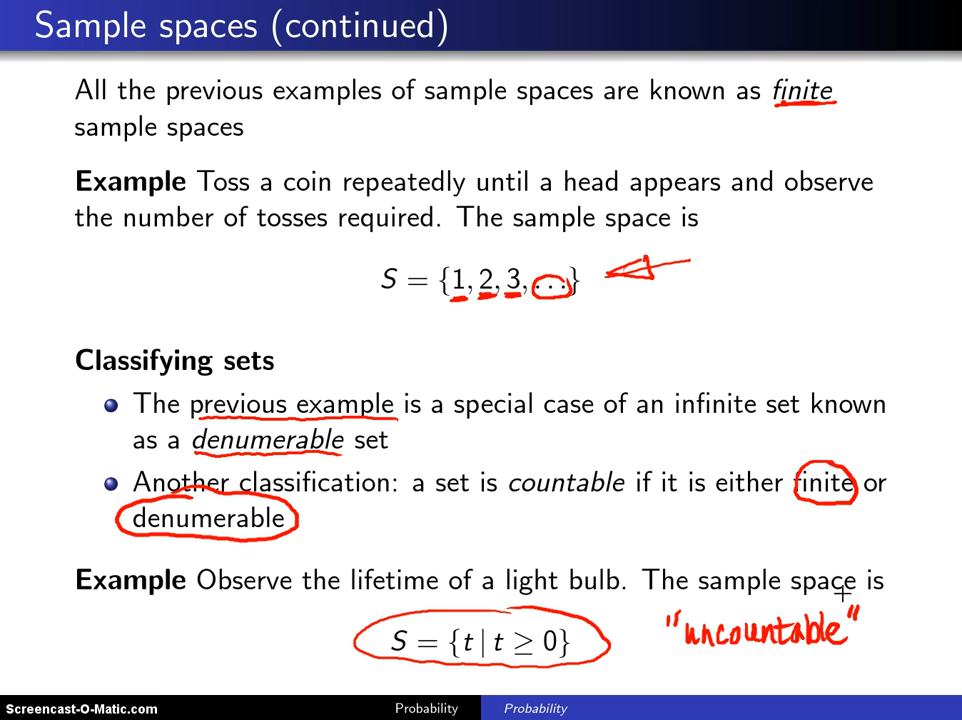 Sample spaces (continued)
All the previous examples of sample spaces are known as finite
sample spaces
Example Toss a coin repeatedly until a head appears and observe
the number of tosses required. The sample space is
S = {1, 2, 3, . . .}
Classifying sets
The previous example is a special case of an infinite set known
as a denumerable set
Another classification: a set is countable if it is either finite or
denumerable
Example Observe the lifetime of a light bulb. The sample space is
S = {t | t ≥ 0}
"uncountable"
Screencast-O-Matic.com
Probability
Probability